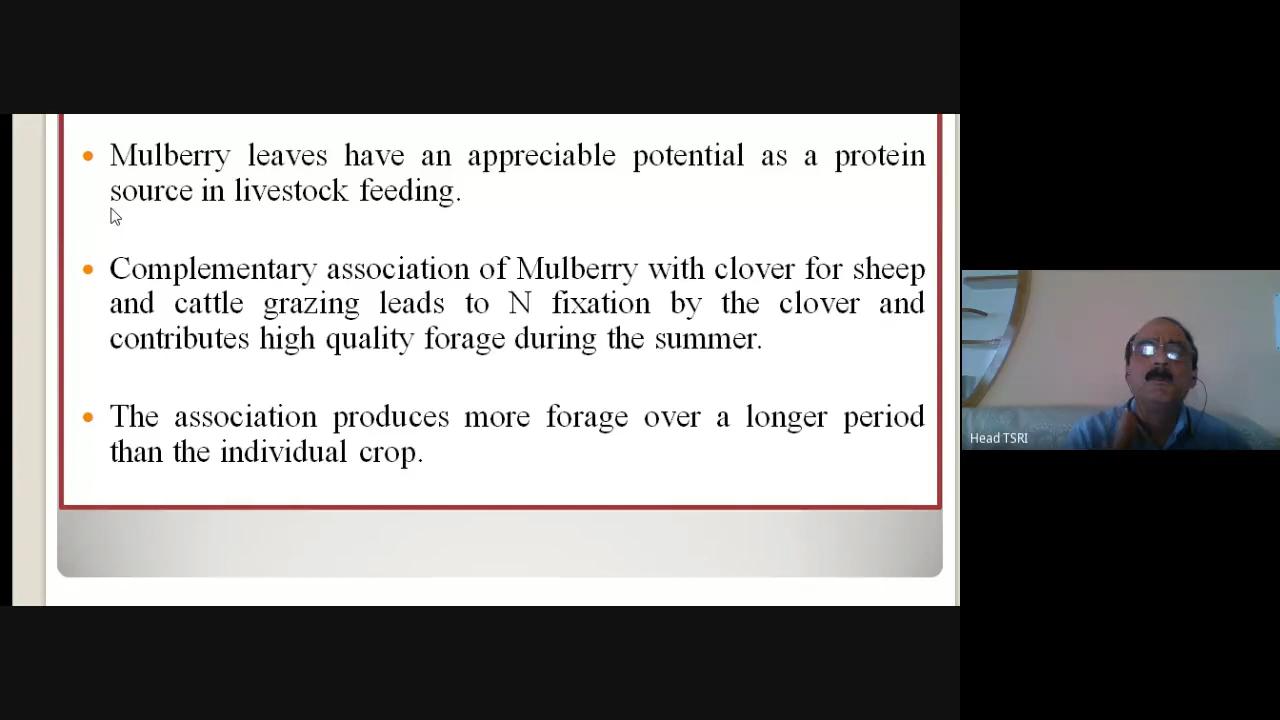 Mulberry leaves have an appreciable potential as a protein
source in livestock feeding.
Complementary association of Mulberry with clover for sheep
and cattle grazing leads to N fixation by the clover and
contributes high quality forage during the summer.
The association produces more forage over a longer period
than the individual crop.
Head TSRI